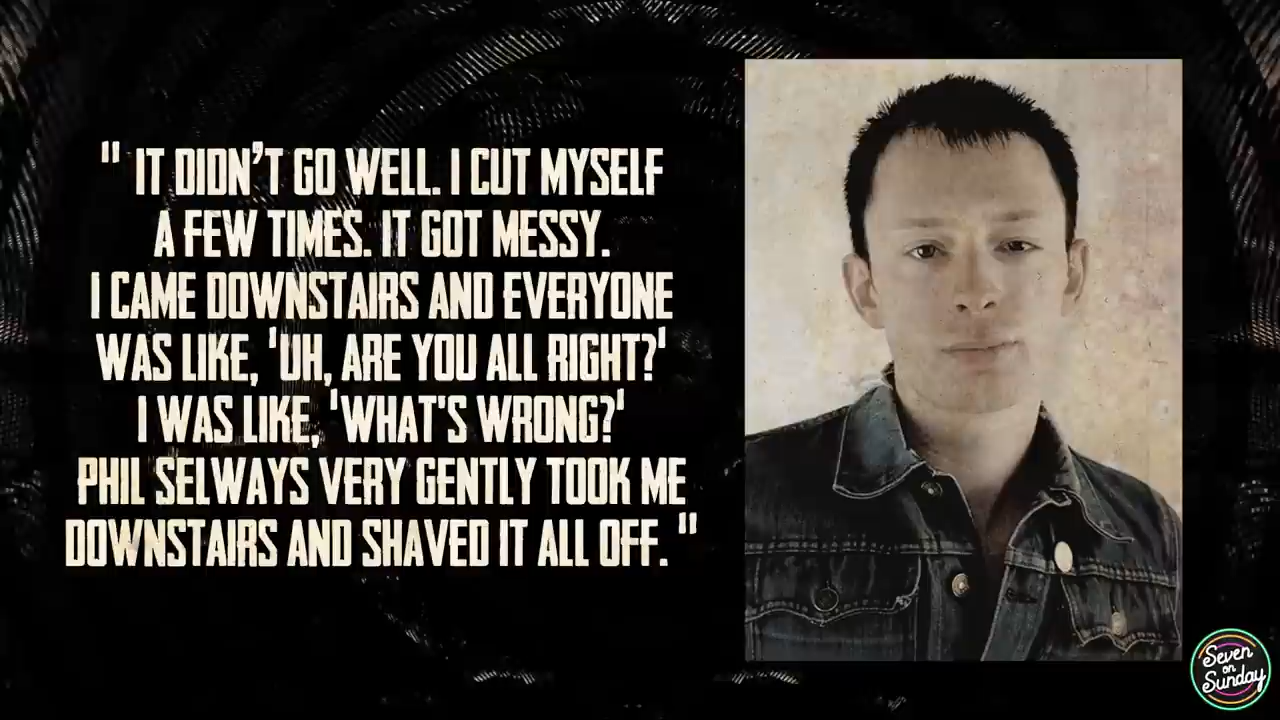 " IT DIDN'T GO WELL. I CUT MYSELF
A FEW TIMES. IT GOT MESSY.
I CAME DOWNSTAIRS AND EVERYONE
WAS LIKE, 'UH, ARE YOU ALL RIGHT?'
I WAS LIKE, 'WHAT'S WRONG?'
PHIL SELWAYS VERY GENTLY TOOK ME
DOWNSTAIRS AND SHAVED IT ALL OFF. "
Seven
on
Sunday